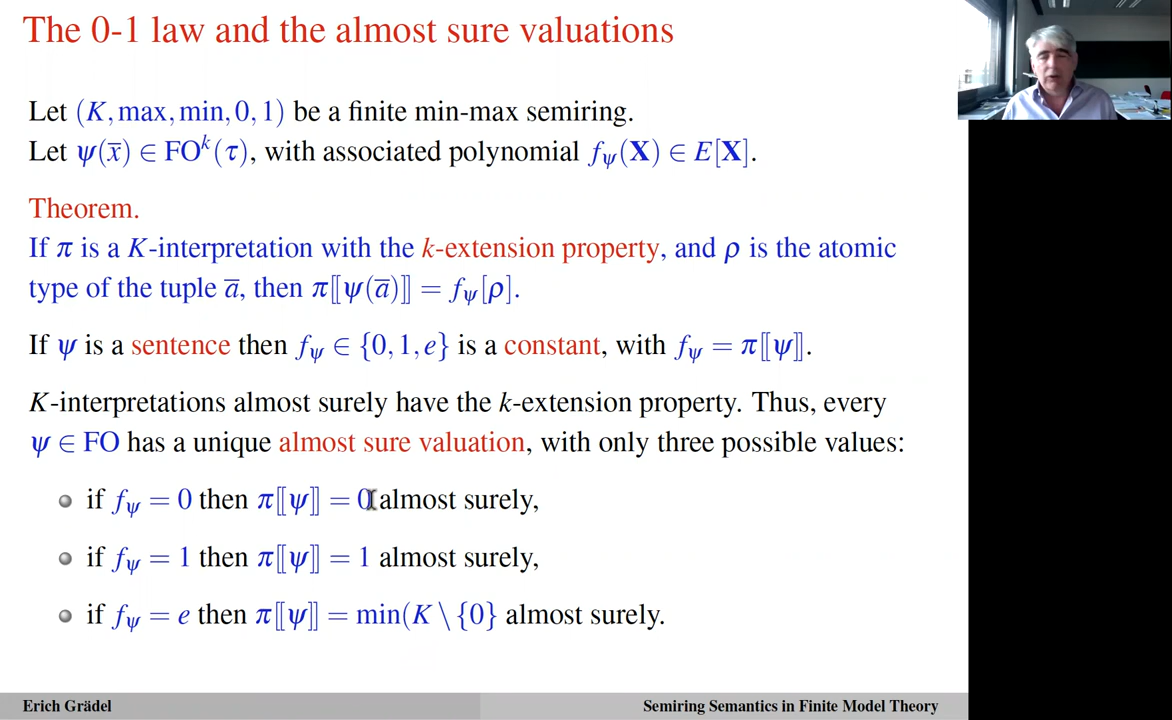 The 0-1 law and the almost sure valuations
Let (K, max, min, 0, 1) be a finite min-max semiring.
Let ψ(x̅) ∈ FOᵏ(τ), with associated polynomial f_ψ(𝐗) ∈ E[𝐗].
Theorem.
If π is a K-interpretation with the k-extension property, and ρ is the atomic
type of the tuple a̅, then π⟦ψ(a̅)⟧ = f_ψ[ρ].
If ψ is a sentence then f_ψ ∈ {0, 1, e} is a constant, with f_ψ = π⟦ψ⟧.
K-interpretations almost surely have the k-extension property. Thus, every
ψ ∈ FO has a unique almost sure valuation, with only three possible values:
if f_ψ = 0 then π⟦ψ⟧ = 0 almost surely,
if f_ψ = 1 then π⟦ψ⟧ = 1 almost surely,
if f_ψ = e then π⟦ψ⟧ = min(K \ {0} almost surely.
Erich Grädel
Semiring Semantics in Finite Model Theory